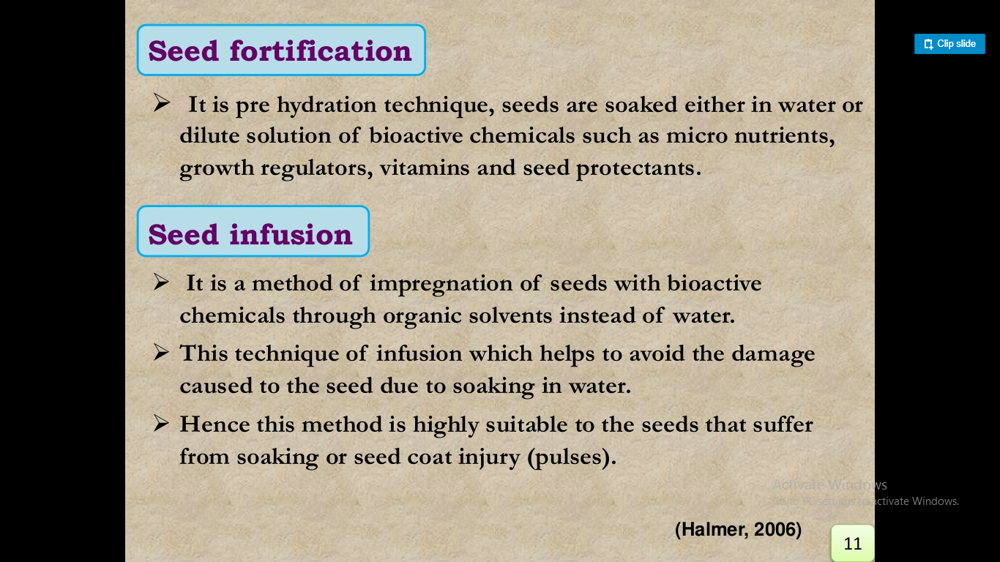 Clip slide
Seed fortification
➢ It is pre hydration technique, seeds are soaked either in water or
dilute solution of bioactive chemicals such as micro nutrients,
growth regulators, vitamins and seed protectants.
Seed infusion
➢ It is a method of impregnation of seeds with bioactive
chemicals through organic solvents instead of water.
➢ This technique of infusion which helps to avoid the damage
caused to the seed due to soaking in water.
➢ Hence this method is highly suitable to the seeds that suffer
from soaking or seed coat injury (pulses).
Activate Windows
Go to PC settings to activate Windows.
(Halmer, 2006)
11